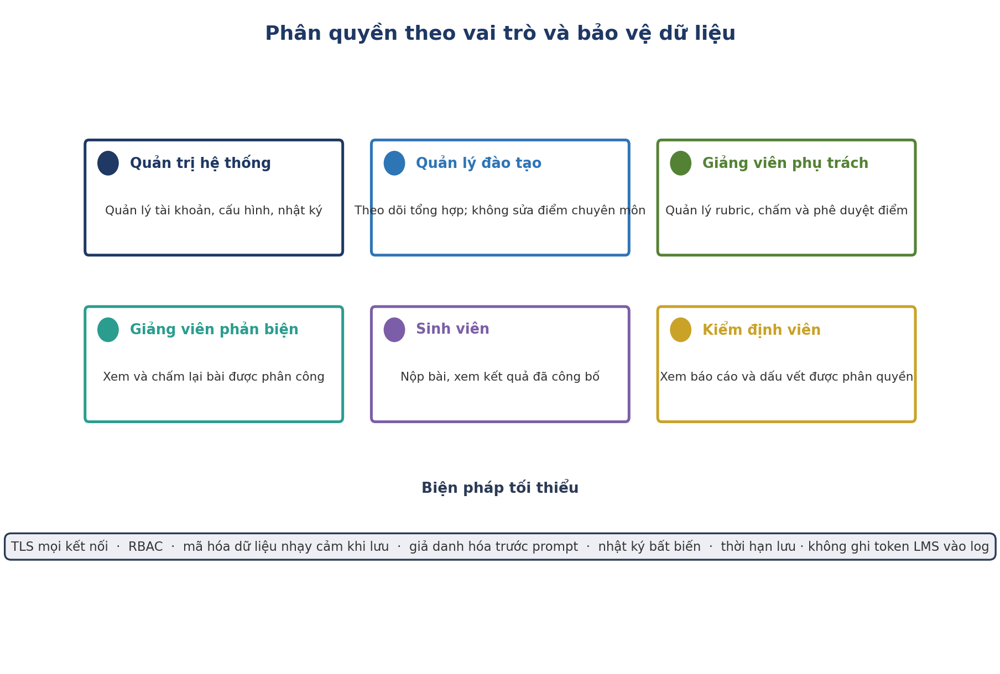 Phân quyền theo vai trò và bảo vệ dữ liệu
Quản trị hệ thống
Quản lý tài khoản, cấu hình, nhật ký
Quản lý đào tạo
Theo dõi tổng hợp; không sửa điểm chuyên môn
Giảng viên phụ trách
Quản lý rubric, chấm và phê duyệt điểm
Giảng viên phản biện
Xem và chấm lại bài được phân công
Sinh viên
Nộp bài, xem kết quả đã công bố
Kiểm định viên
Xem báo cáo và dấu vết được phân quyền
Biện pháp tối thiểu
TLS mọi kết nối · RBAC · mã hóa dữ liệu nhạy cảm khi lưu · giả danh hóa trước prompt · nhật ký bất biến · thời hạn lưu · không ghi token LMS vào log